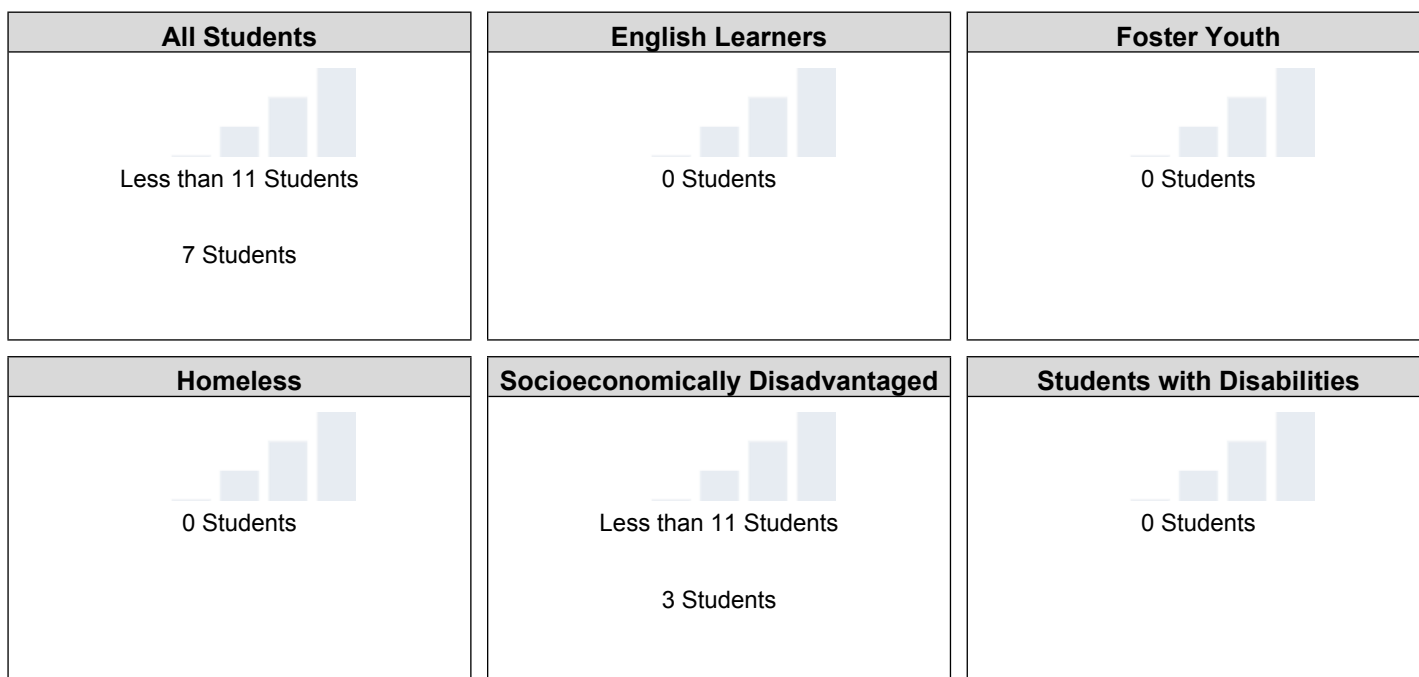 All Students
Less than 11 Students
7 Students
English Learners
0 Students
Foster Youth
0 Students
Homeless
0 Students
Socioeconomically Disadvantaged
Less than 11 Students
3 Students
Students with Disabilities
0 Students